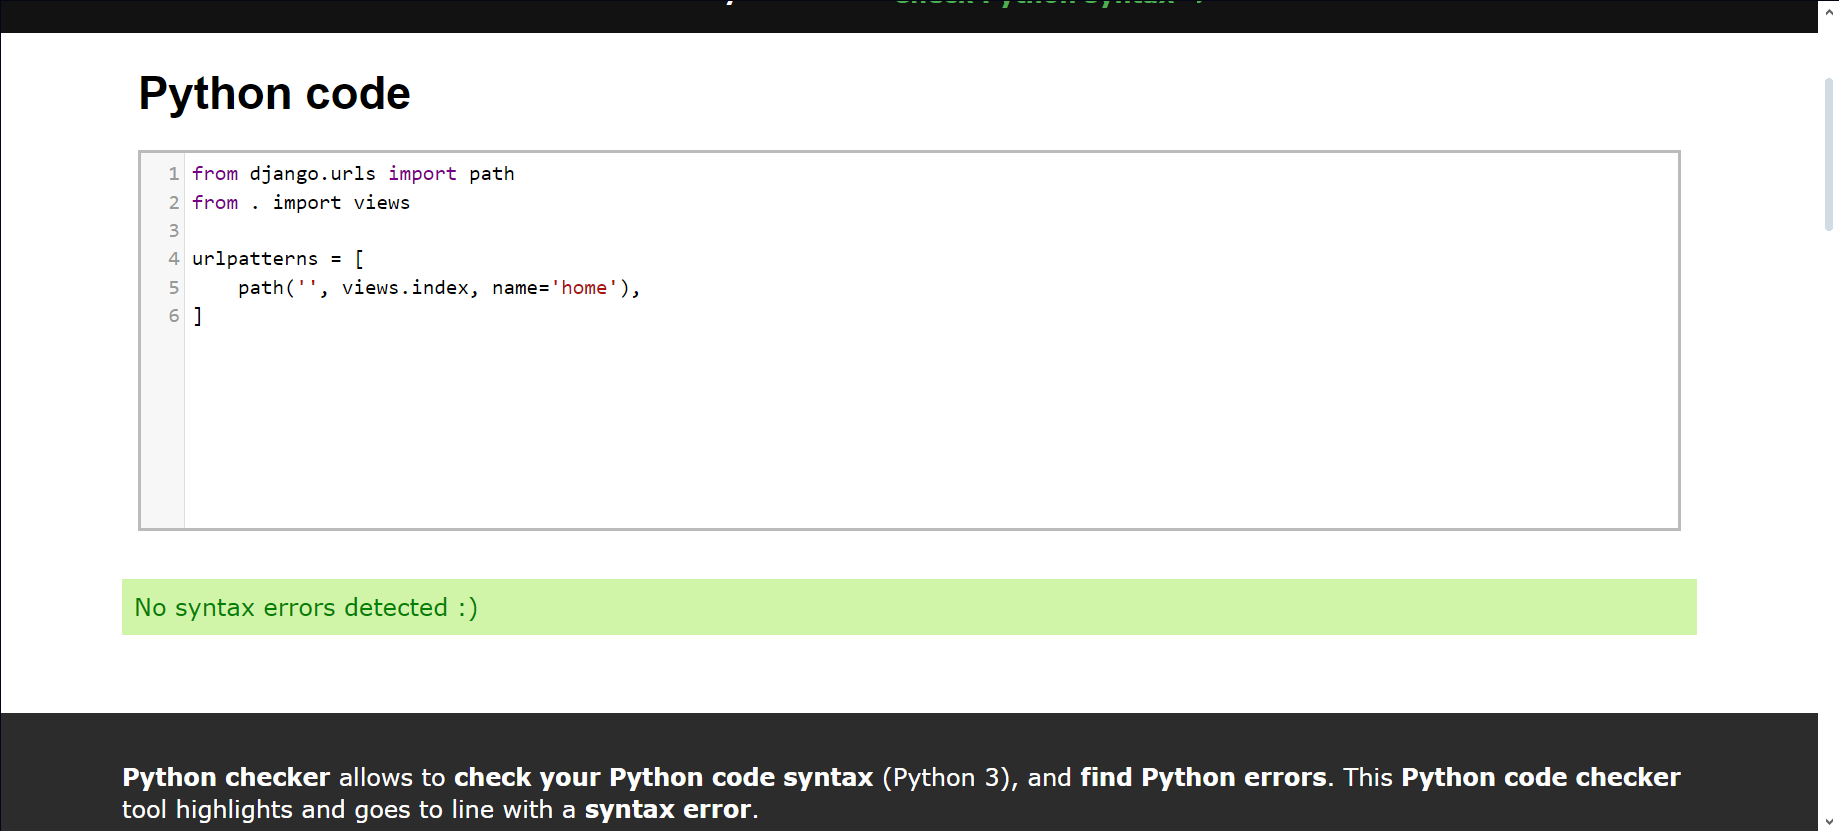 Python code
1 from django.urls import path
2 from . import views
3
4 urlpatterns = [
5     path('', views.index, name='home'),
6 ]
No syntax errors detected :)
Python checker allows to check your Python code syntax (Python 3), and find Python errors. This Python code checker
tool highlights and goes to line with a syntax error.